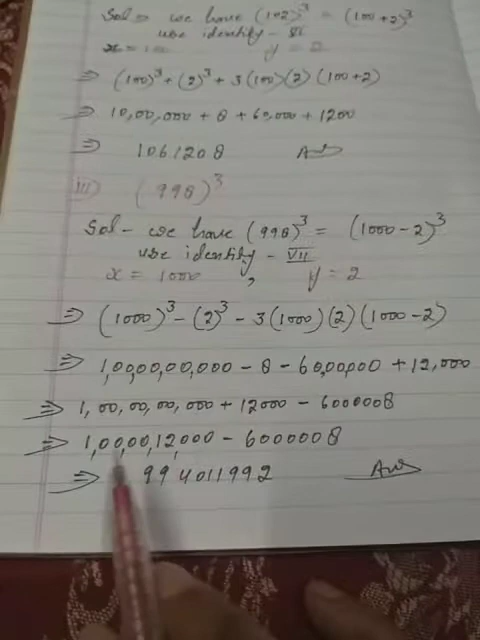 Sol → we have (102)³ = (100+2)³
use identity - VI
x = 100 y = 2
⇒ (100)³ + (2)³ + 3(100)(2)(100+2)
⇒ 10,00,000 + 8 + 60,000 + 1200
⇒ 1061208 Ans
iii) (998)³
Sol - we have (998)³ = (1000-2)³
use identity - VII
x = 1000, y = 2
⇒ (1000)³ - (2)³ - 3(1000)(2)(1000-2)
⇒ 1,00,00,00,000 - 8 - 60,00,000 + 12,000
⇒ 1,00,00,00,000 + 12000 - 6000008
⇒ 1,00,00,12,000 - 6000008
⇒ 994011992 Ans